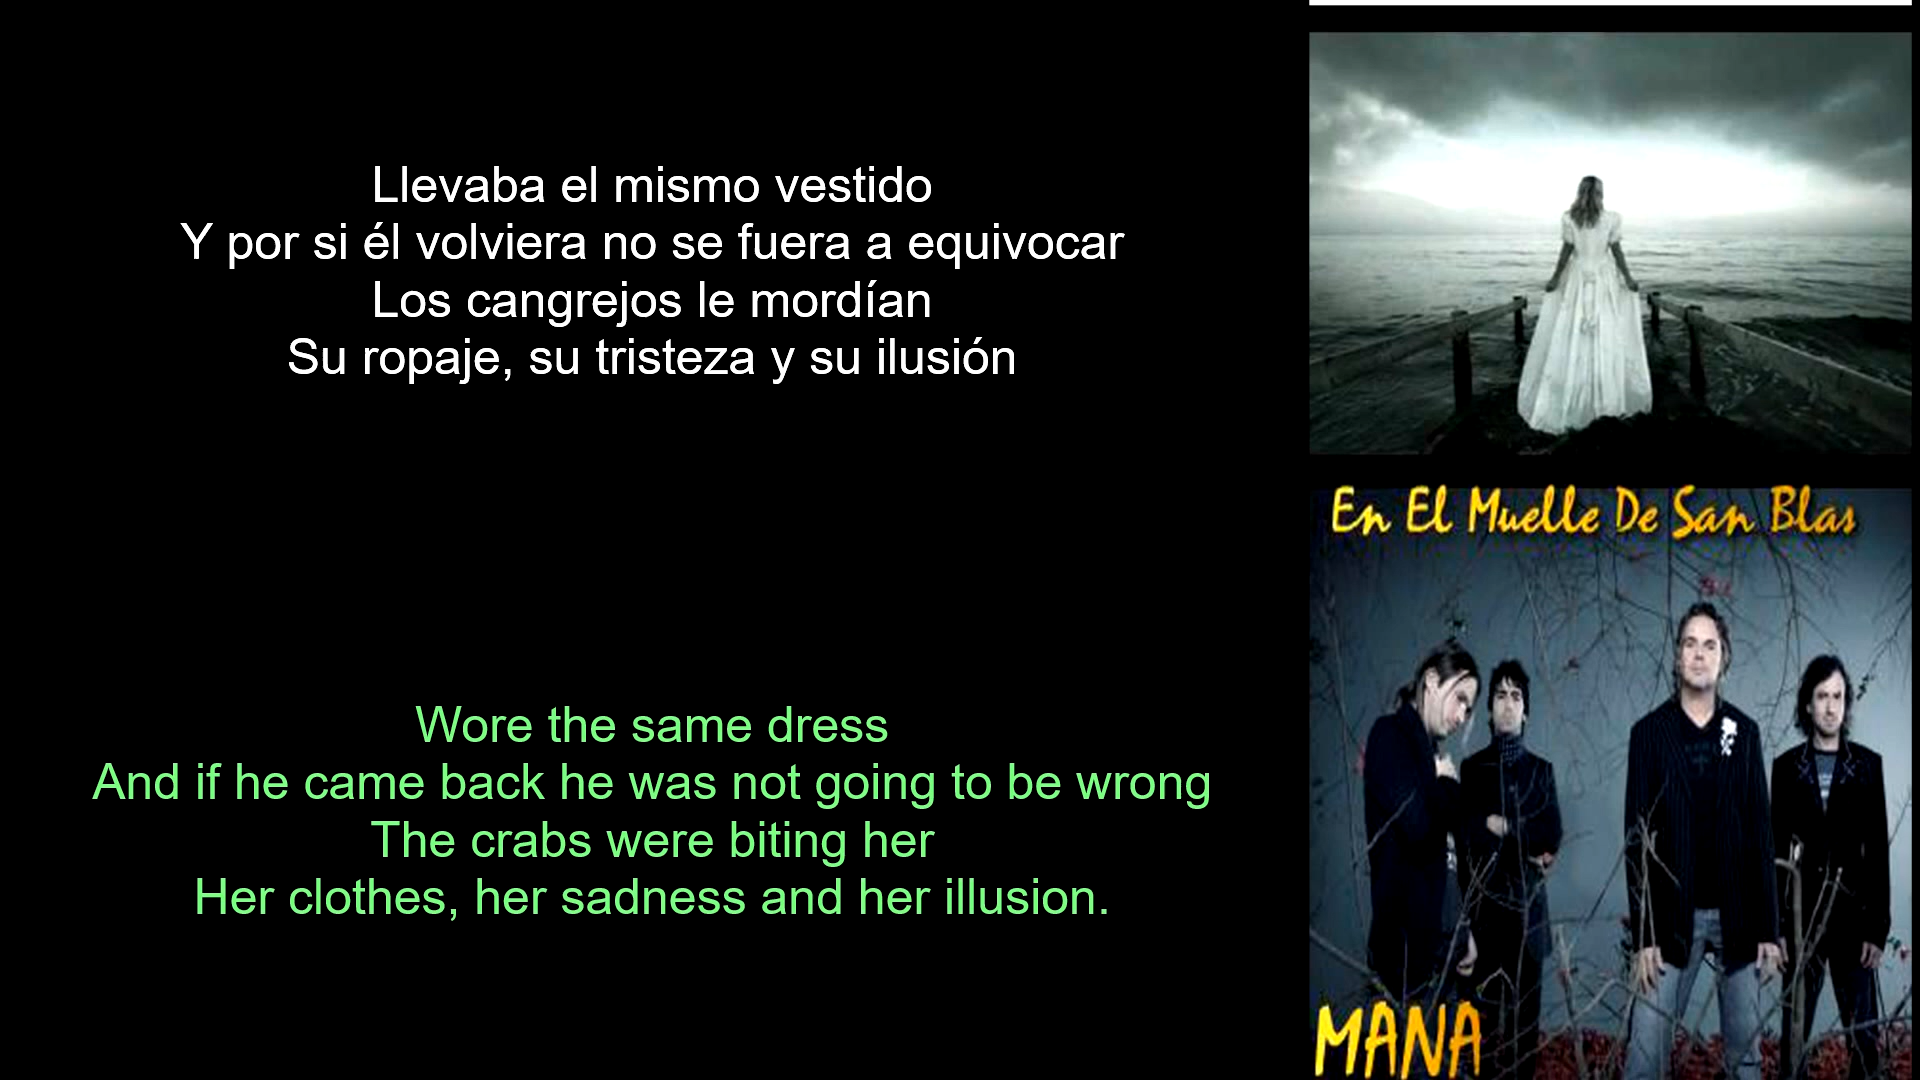 Llevaba el mismo vestido
Y por si él volviera no se fuera a equivocar
Los cangrejos le mordían
Su ropaje, su tristeza y su ilusión
Wore the same dress
And if he came back he was not going to be wrong
The crabs were biting her
Her clothes, her sadness and her illusion.
En El Muelle De San Blas
MANA